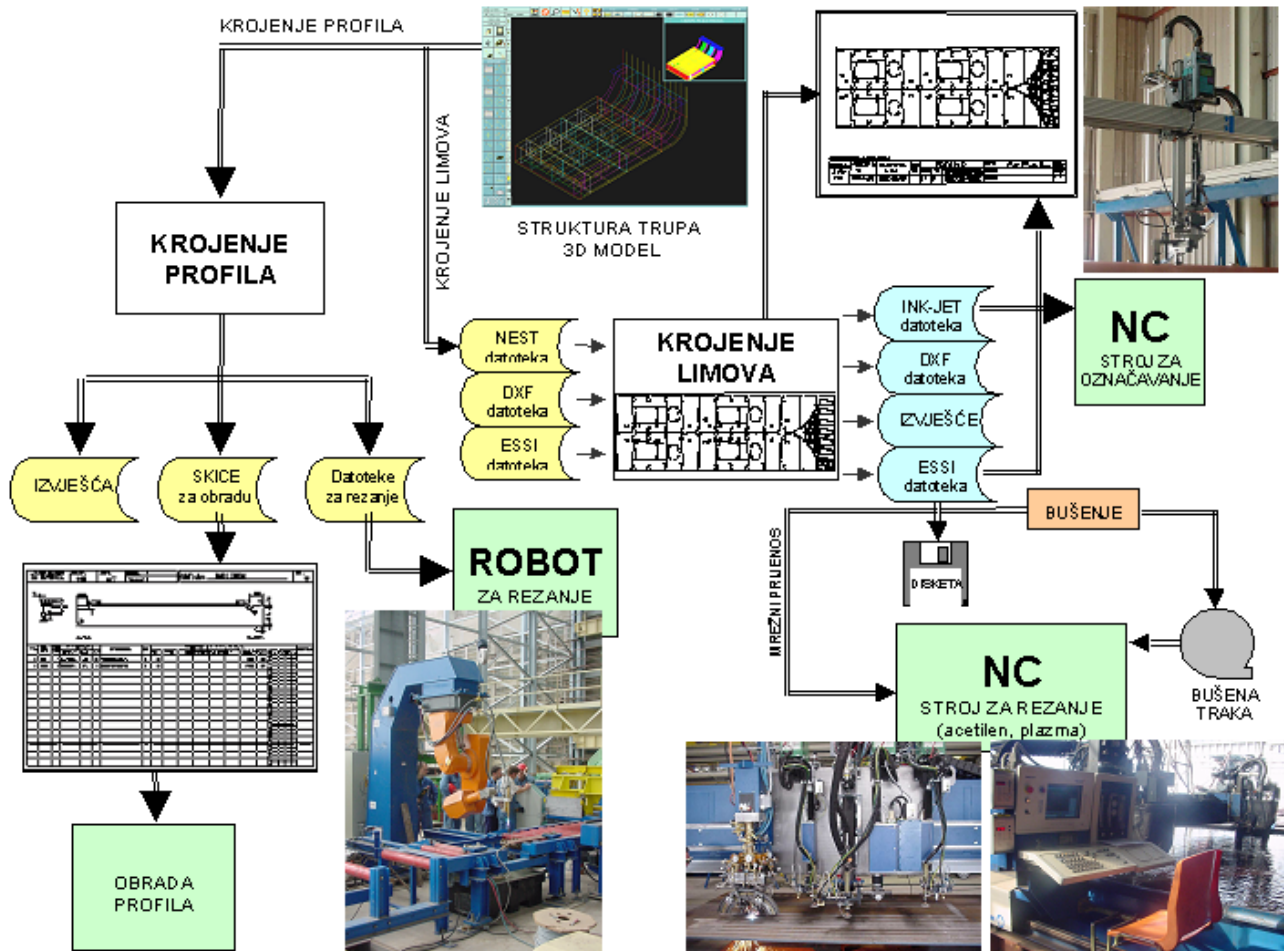 KROJENJE PROFILA
KROJENJE LIMOVA
STRUKTURA TRUPA
3D MODEL
KROJENJE
PROFILA
NEST
datoteka
DXF
datoteka
ESSI
datoteka
KROJENJE
LIMOVA
INK-JET
datoteka
DXF
datoteka
IZVJEŠĆE
ESSI
datoteka
NC
STROJ ZA
OZNAČAVANJE
IZVJEŠĆA
SKICE
za obradu
Datoteke
za rezanje
ROBOT
ZA REZANJE
BUŠENJE
MREŽNI PRIJENOS
DISKETA
NC
STROJ ZA REZANJE
(acetilen, plazma)
BUŠENA
TRAKA
OBRADA
PROFILA